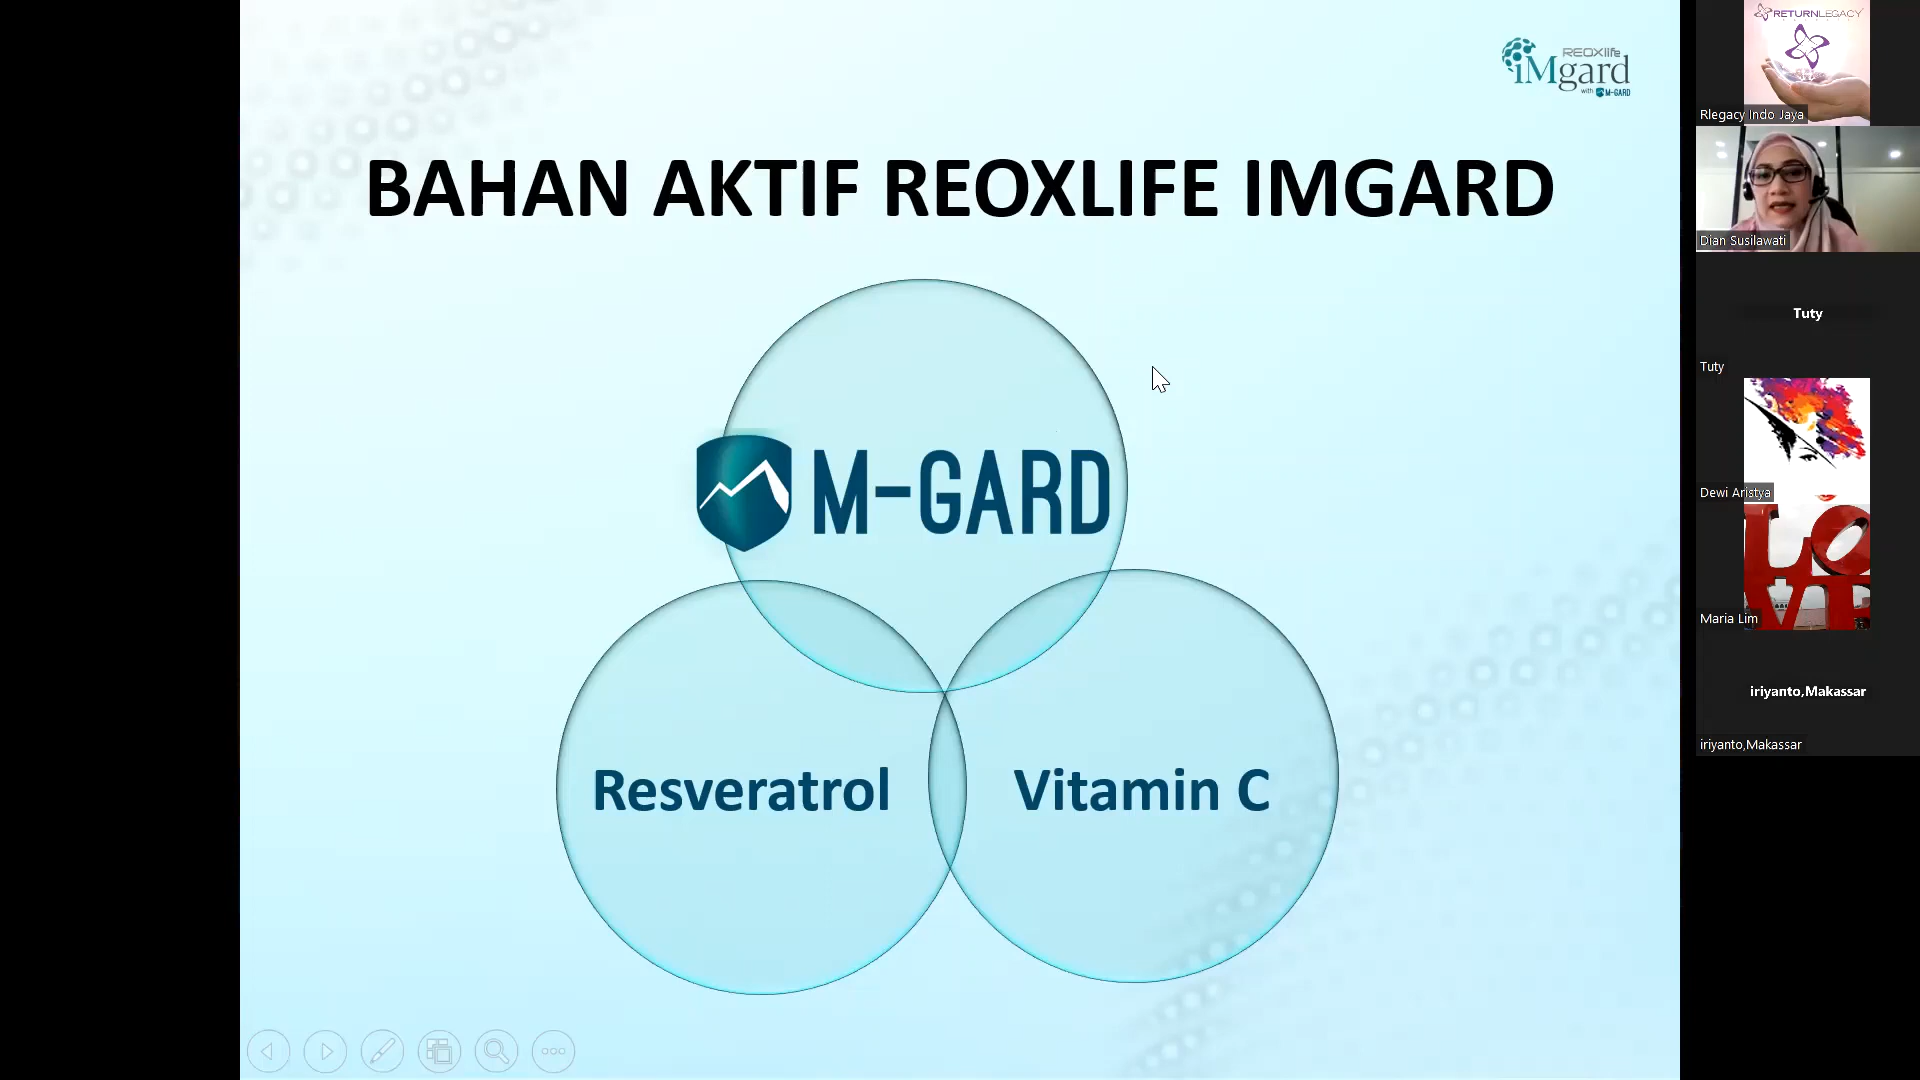 REOXlife
iMgard
with M-GARD
BAHAN AKTIF REOXLIFE IMGARD
M-GARD
Resveratrol
Vitamin C
RETURNLEGACY
Rlegacy Indo Jaya
Dian Susilawati
Tuty
Tuty
Dewi Aristya
LOVE
Maria Lim
iriyanto,Makassar
iriyanto,Makassar